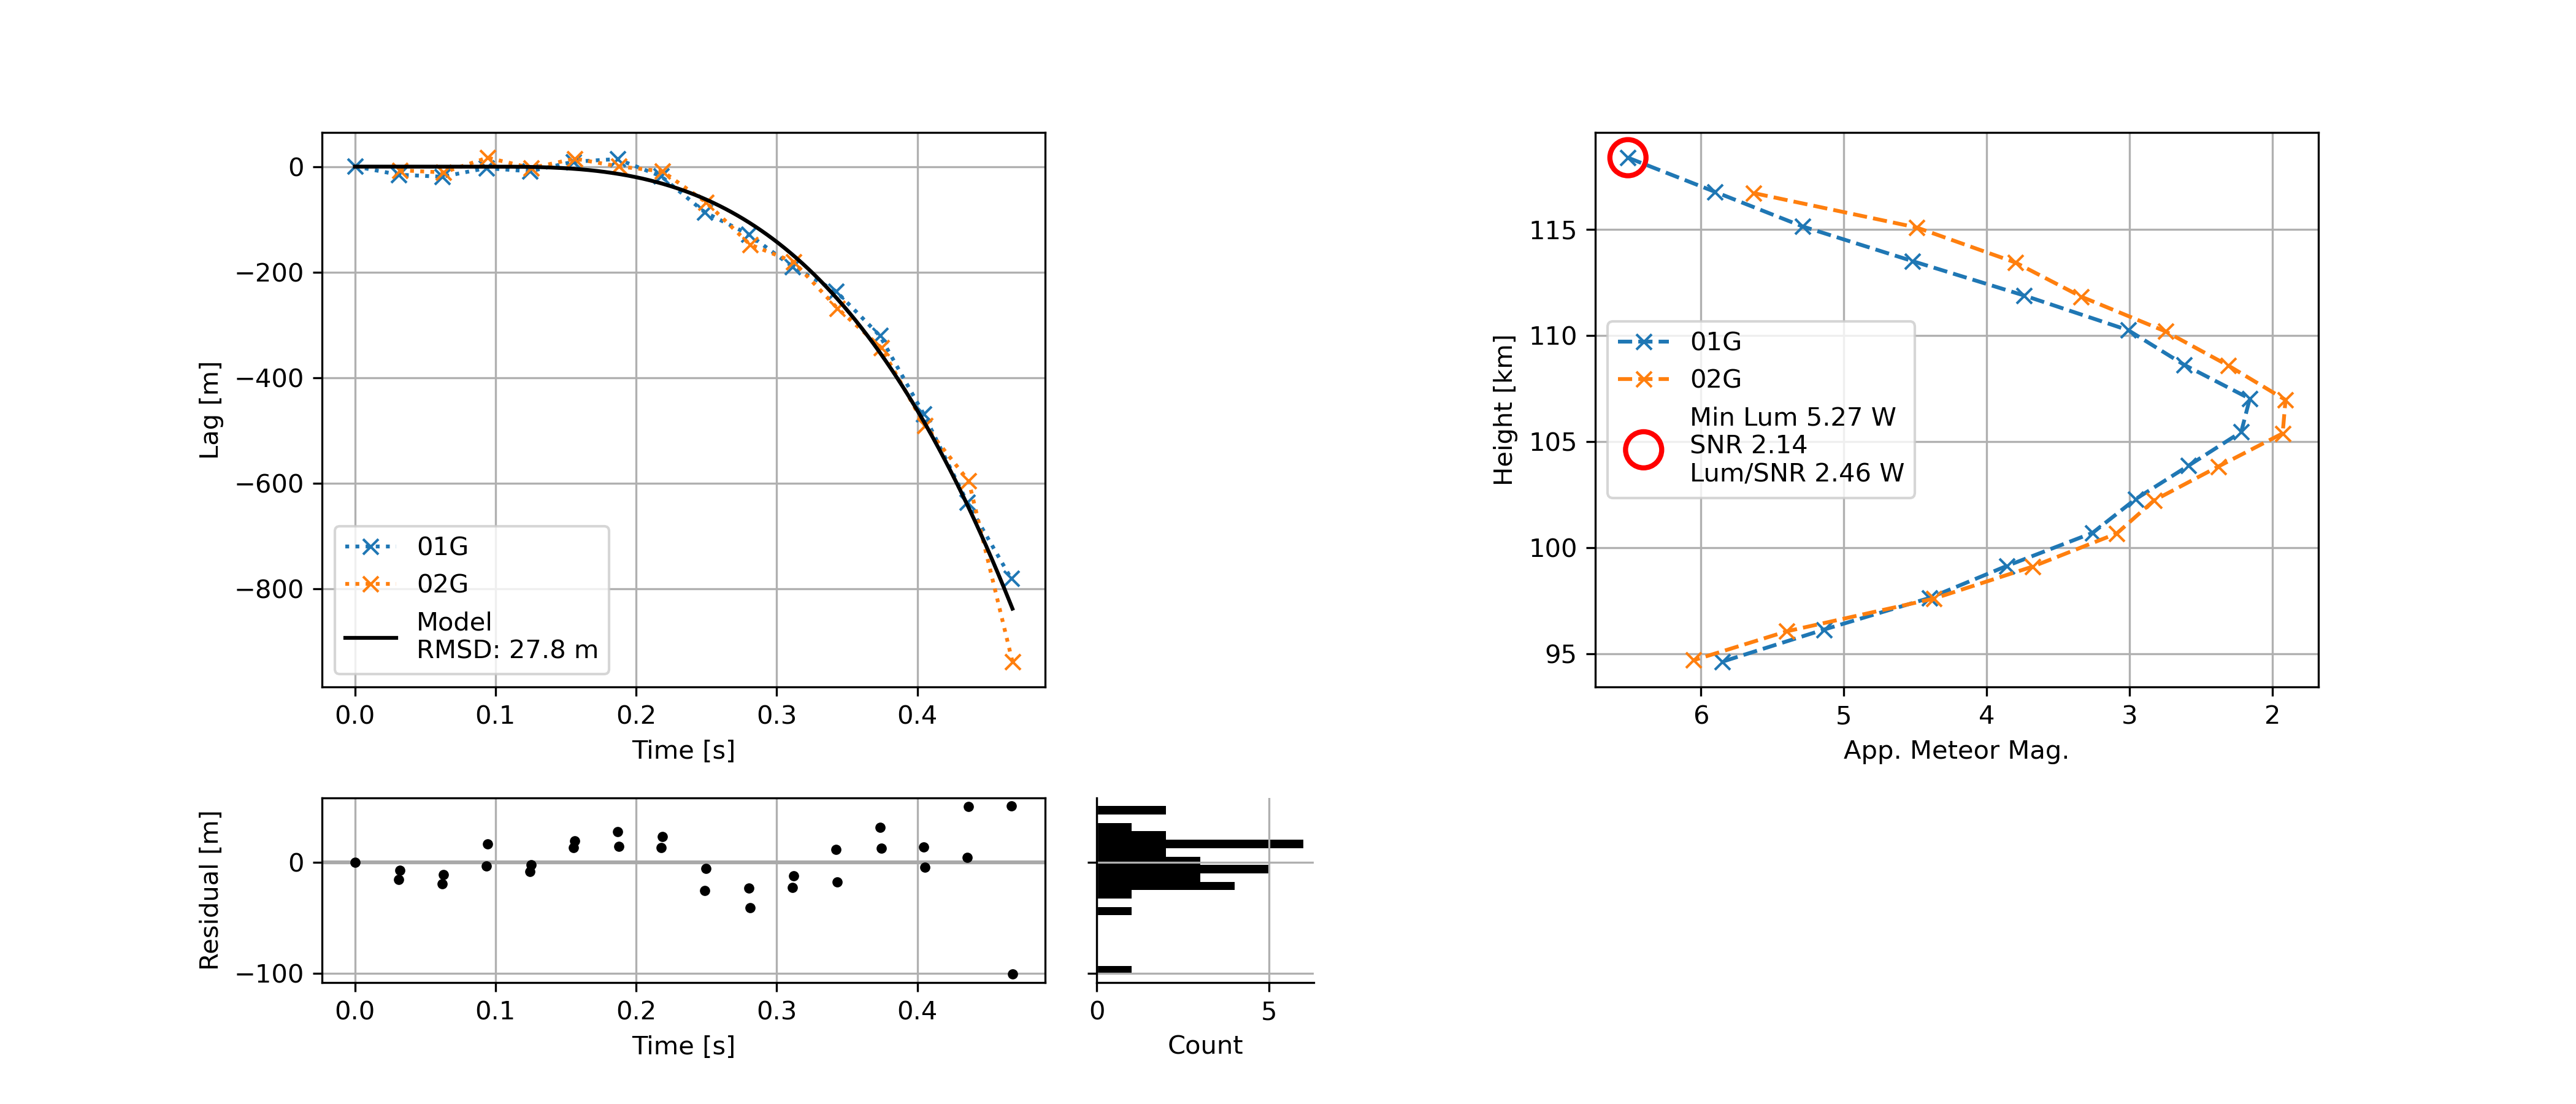 0
−200
−400
−600
−800
Lag [m]
01G
02G
Model
RMSD: 27.8 m
0.0
0.1
0.2
0.3
0.4
Time [s]
115
110
105
100
95
Height [km]
01G
02G
Min Lum 5.27 W
SNR 2.14
Lum/SNR 2.46 W
6
5
4
3
2
App. Meteor Mag.
0
−100
Residual [m]
0.0
0.1
0.2
0.3
0.4
Time [s]
0
5
Count